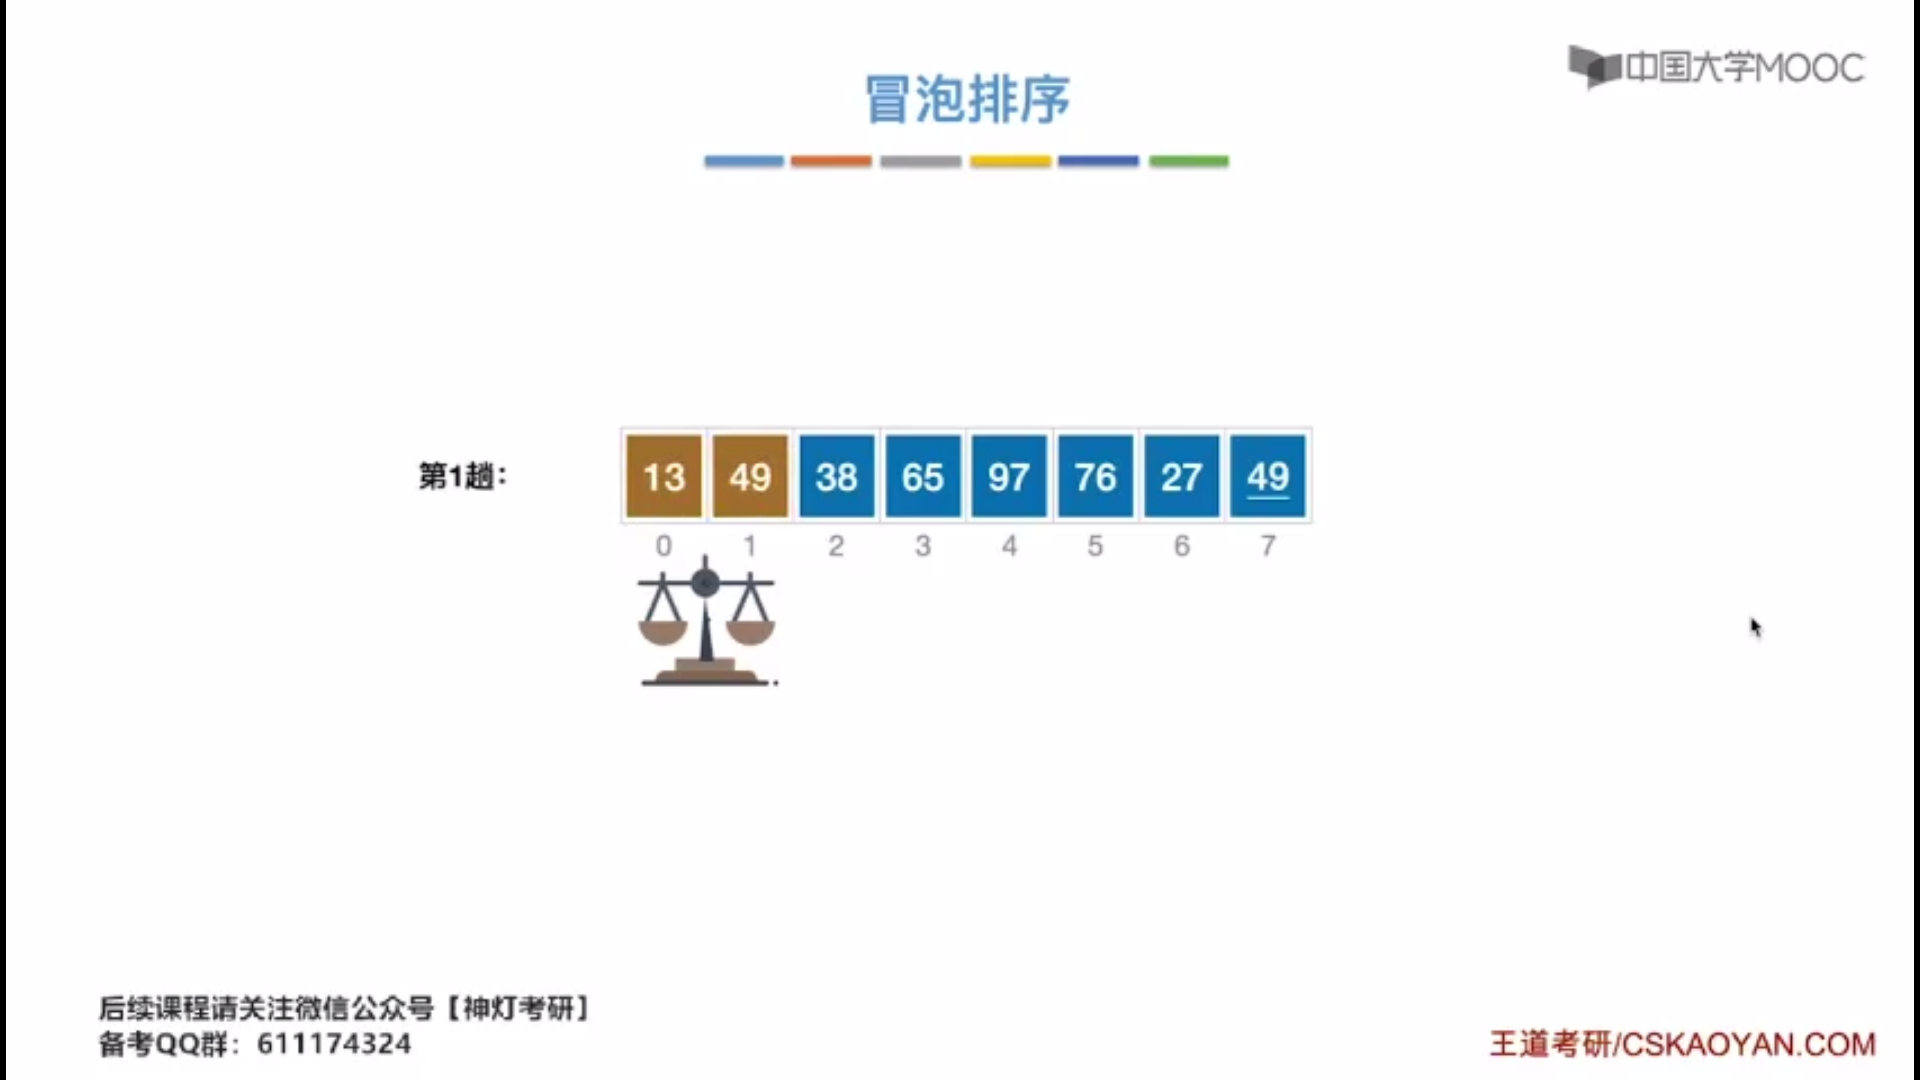 中国大学MOOC
冒泡排序
第1趟：
13 49 38 65 97 76 27 49
0 1 2 3 4 5 6 7
后续课程请关注微信公众号【神灯考研】
备考QQ群：611174324
王道考研/CSKAOYAN.COM